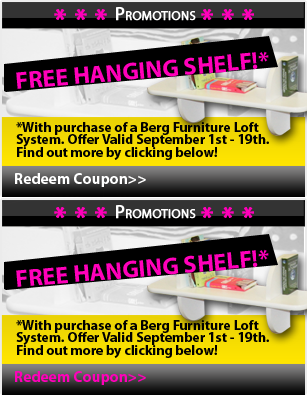 * * * PROMOTIONS * * *
FREE HANGING SHELF!*
*With purchase of a Berg Furniture Loft
System. Offer Valid September 1st - 19th.
Find out more by clicking below!
Redeem Coupon>>
* * * PROMOTIONS * * *
FREE HANGING SHELF!*
*With purchase of a Berg Furniture Loft
System. Offer Valid September 1st - 19th.
Find out more by clicking below!
Redeem Coupon>>